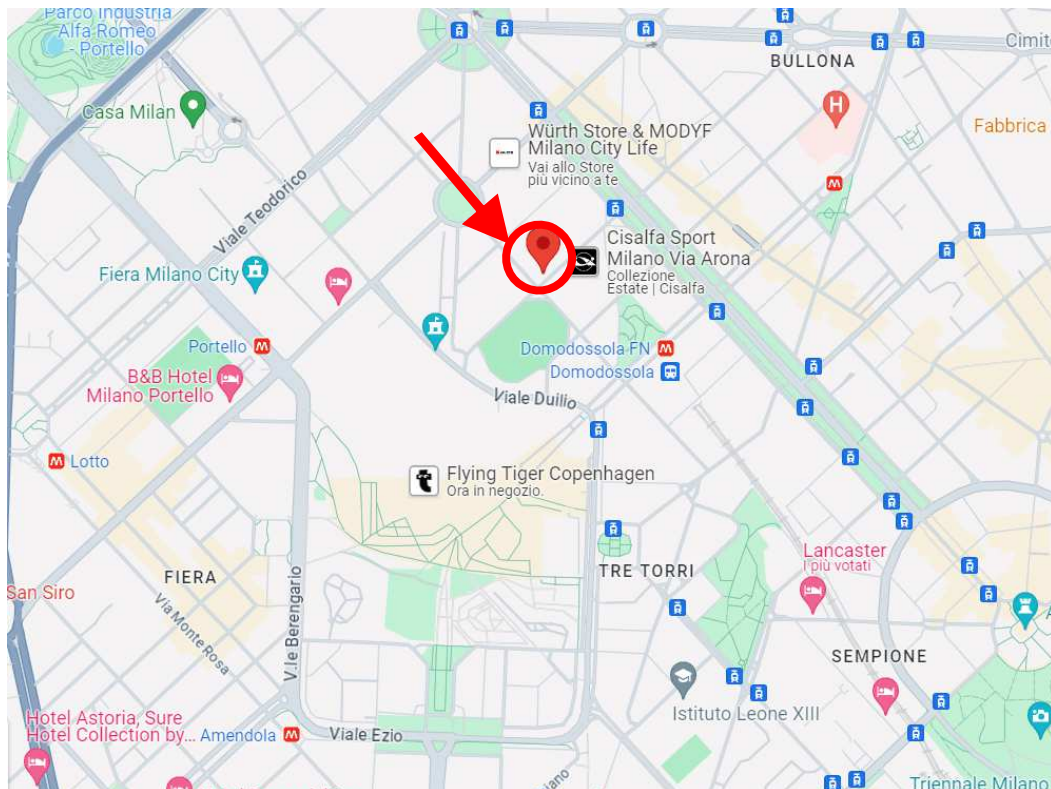 Parco Industria
Alfa Romeo
- Portello
BULLONA
Cimit
Casa Milan
H
Fabbrica
Würth Store & MODYF
Milano City Life
Vai allo Store
più vicino a te
Viale Teodorico
Cisalfa Sport
Milano Via Arona
Collezione
Estate | Cisalfa
Fiera Milano City
Portello M
Domodossola FN M
Domodossola
B&B Hotel
Milano Portello
Viale Duilio
M Lotto
Flying Tiger Copenhagen
Ora in negozio.
FIERA
San Siro
Via Monte Rosa
V.le Berengario
TRE TORRI
Lancaster
I più votati
SEMPIONE
Istituto Leone XIII
Hotel Astoria, Sure
Hotel Collection by...
Amendola M
Viale Ezio
Triennale Milano